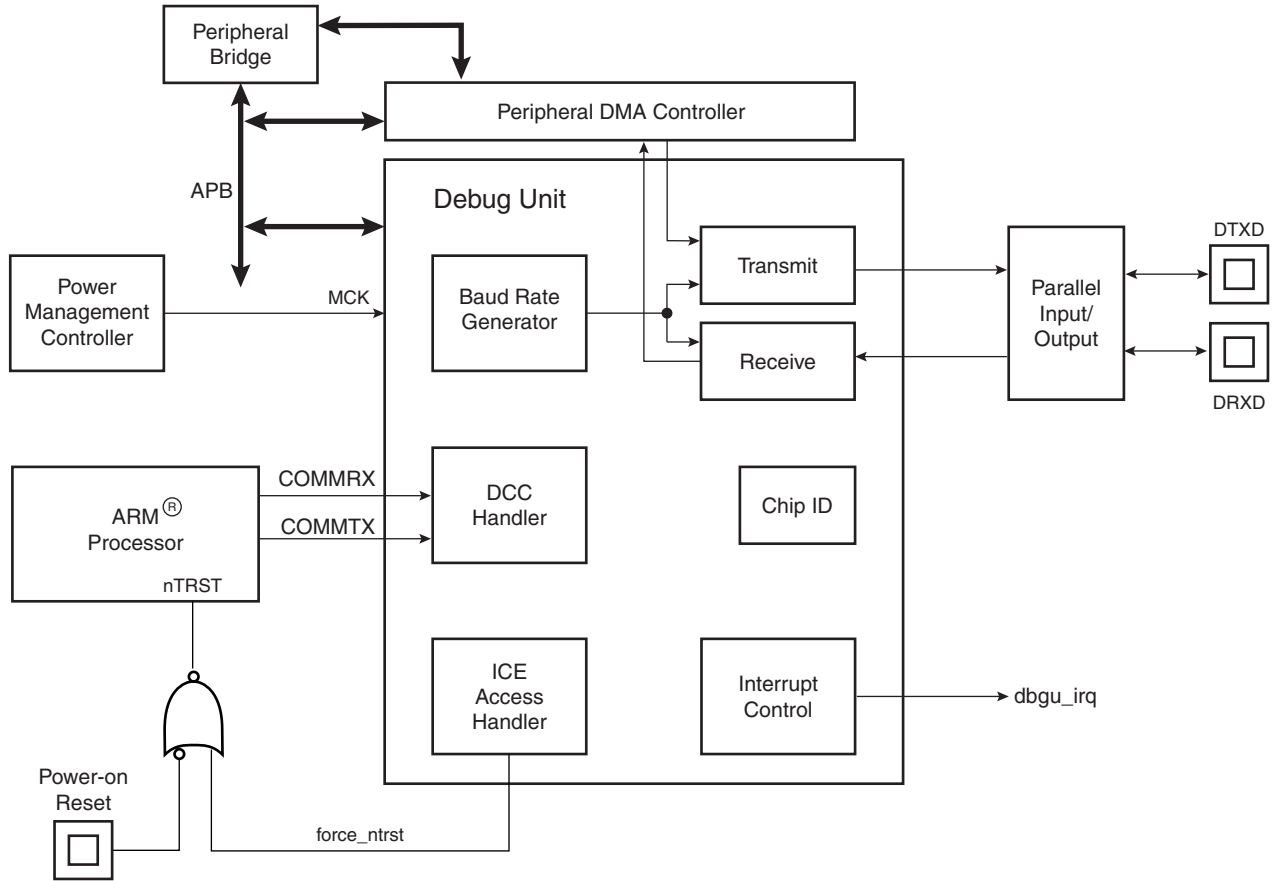 Peripheral
Bridge
Peripheral DMA Controller
APB
Debug Unit
Power
Management
Controller
MCK
Baud Rate
Generator
Transmit
Receive
Parallel
Input/
Output
DTXD
DRXD
ARM®
Processor
nTRST
COMMRX
COMMTX
DCC
Handler
Chip ID
ICE
Access
Handler
Interrupt
Control
dbgu_irq
Power-on
Reset
force_ntrst